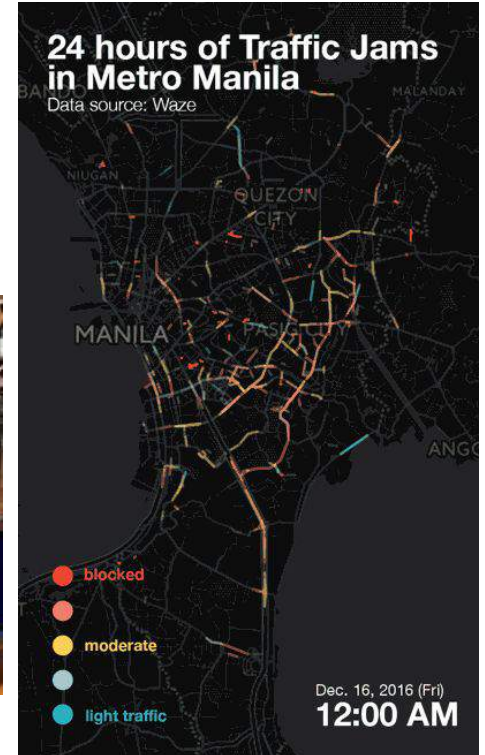 24 hours of Traffic Jams
in Metro Manila
Data source: Waze
MALANDAY
NIUGAN
QUEZON
CITY
MANILA
PASIG CITY
ANGO
blocked
moderate
light traffic
Dec. 16, 2016 (Fri)
12:00 AM